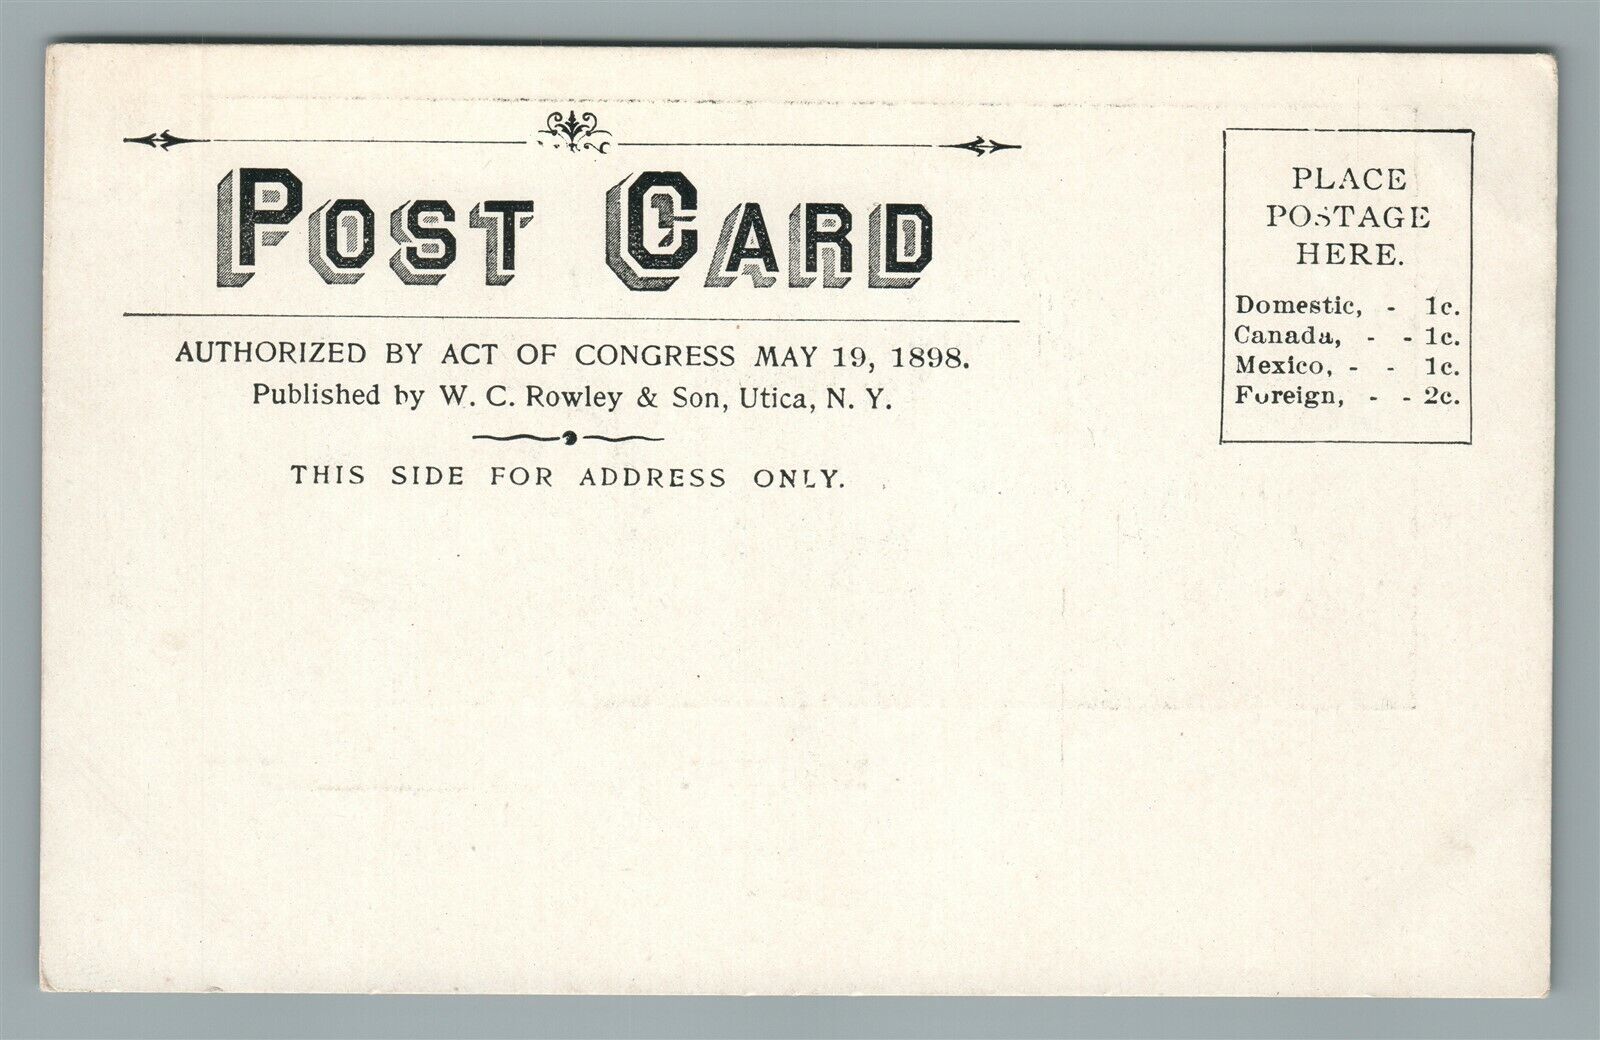 POST CARD
AUTHORIZED BY ACT OF CONGRESS MAY 19, 1898.
Published by W. C. Rowley & Son, Utica, N. Y.
THIS SIDE FOR ADDRESS ONLY.
PLACE
POSTAGE
HERE.
Domestic, - 1c.
Canada, - - 1c.
Mexico, - - 1c.
Foreign, - - 2c.